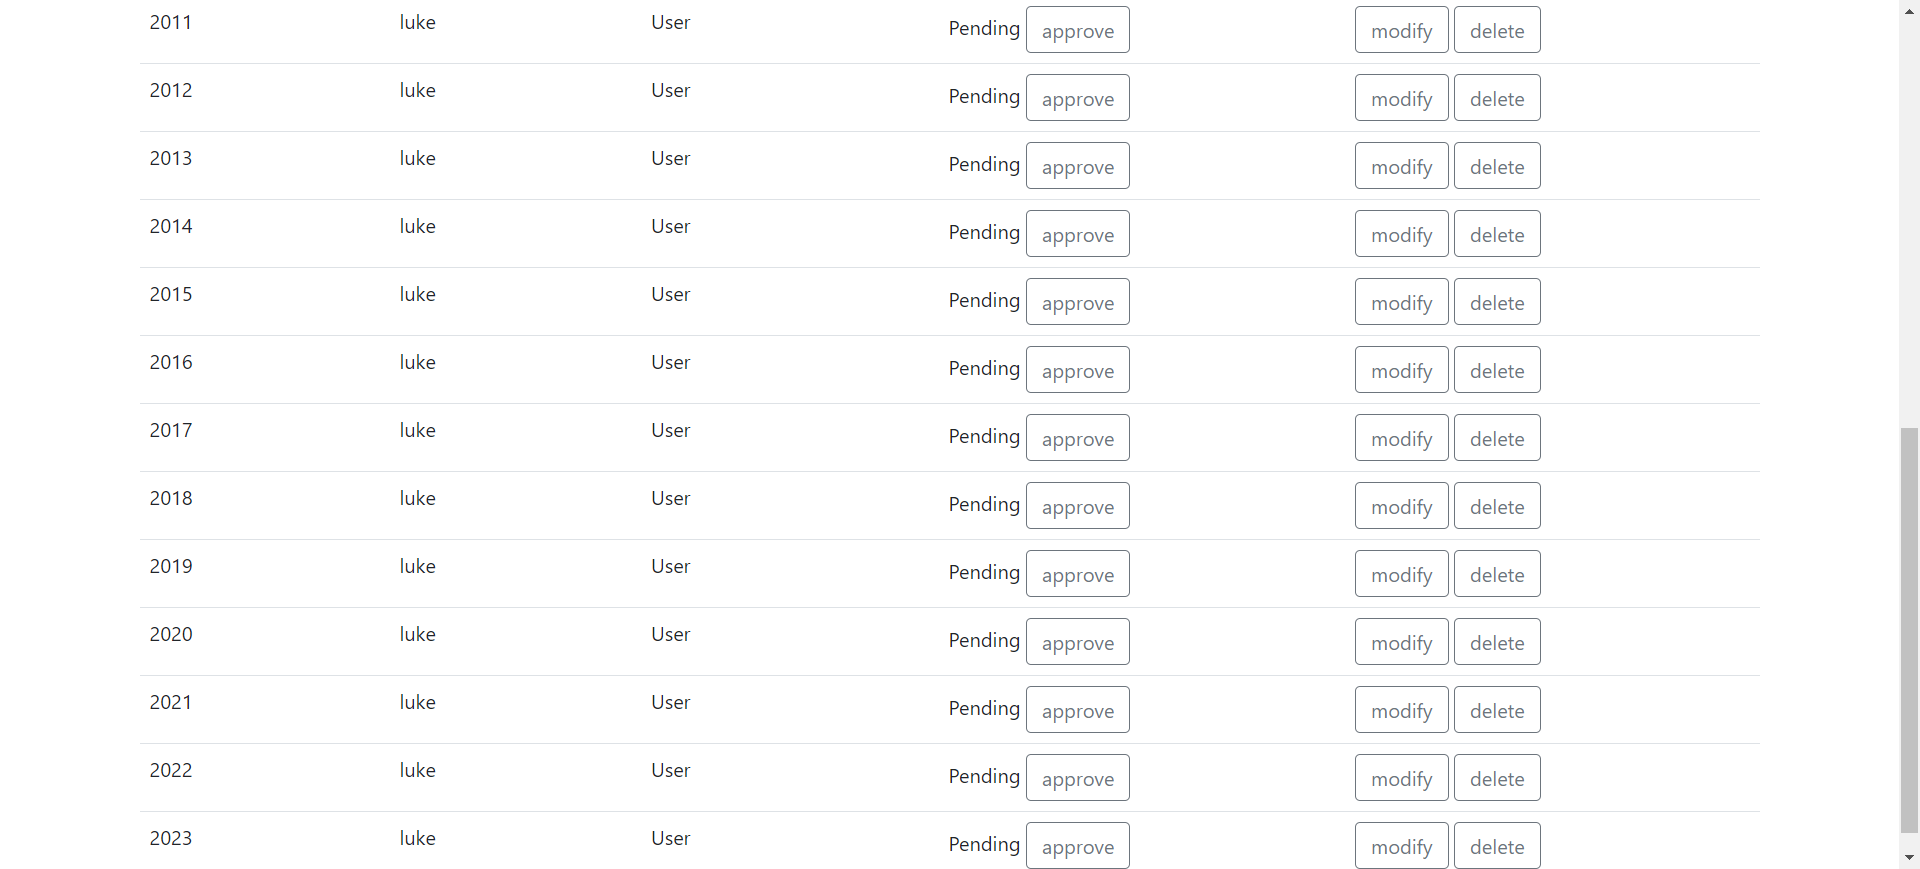 2011 luke User Pending approve modify delete
2012 luke User Pending approve modify delete
2013 luke User Pending approve modify delete
2014 luke User Pending approve modify delete
2015 luke User Pending approve modify delete
2016 luke User Pending approve modify delete
2017 luke User Pending approve modify delete
2018 luke User Pending approve modify delete
2019 luke User Pending approve modify delete
2020 luke User Pending approve modify delete
2021 luke User Pending approve modify delete
2022 luke User Pending approve modify delete
2023 luke User Pending approve modify delete